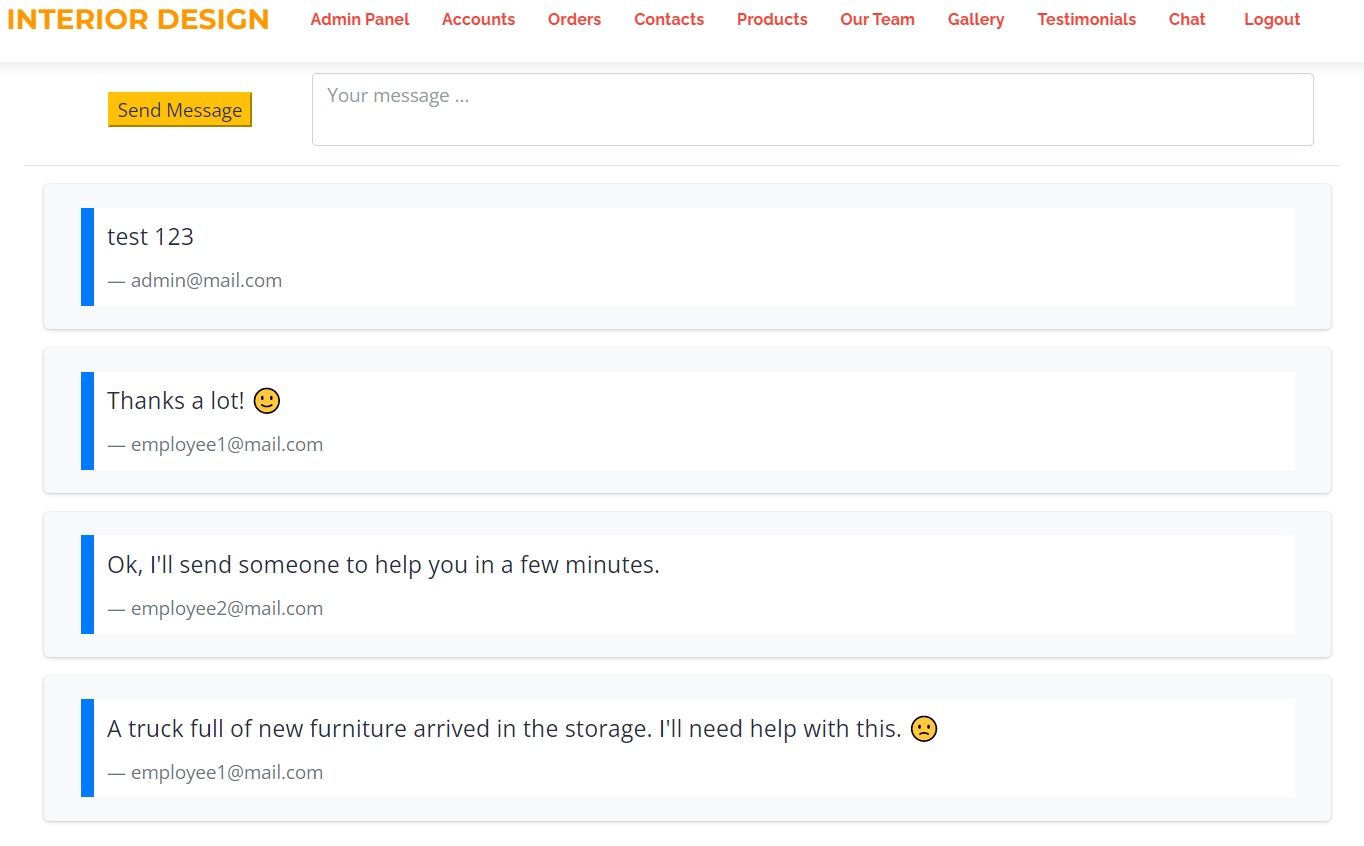 INTERIOR DESIGN Admin Panel Accounts Orders Contacts Products Our Team Gallery Testimonials Chat Logout
Send Message Your message ...
test 123
— admin@mail.com
Thanks a lot! 🙂
— employee1@mail.com
Ok, I'll send someone to help you in a few minutes.
— employee2@mail.com
A truck full of new furniture arrived in the storage. I'll need help with this. 🙁
— employee1@mail.com